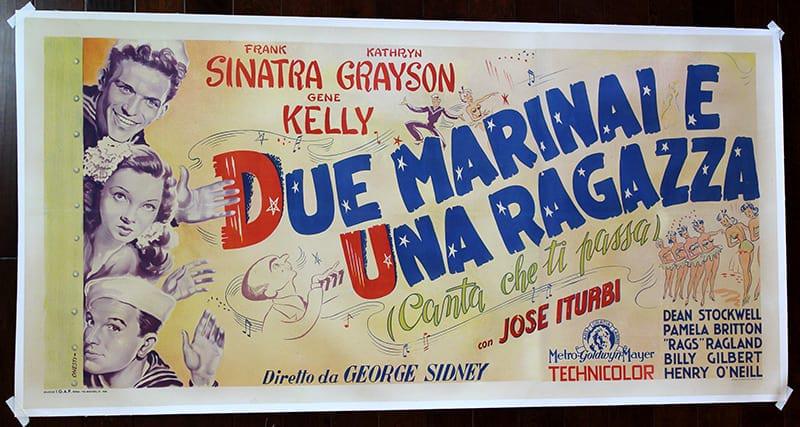 FRANK KATHRYN
SINATRA GRAYSON
GENE
KELLY
DUE MARINAI E
UNA RAGAZZA
(Canta che ti passa)
con JOSE ITURBI
Diretto da GEORGE SIDNEY
Metro-Goldwyn-Mayer
TECHNICOLOR
DEAN STOCKWELL
PAMELA BRITTON
"RAGS" RAGLAND
BILLY GILBERT
HENRY O'NEILL